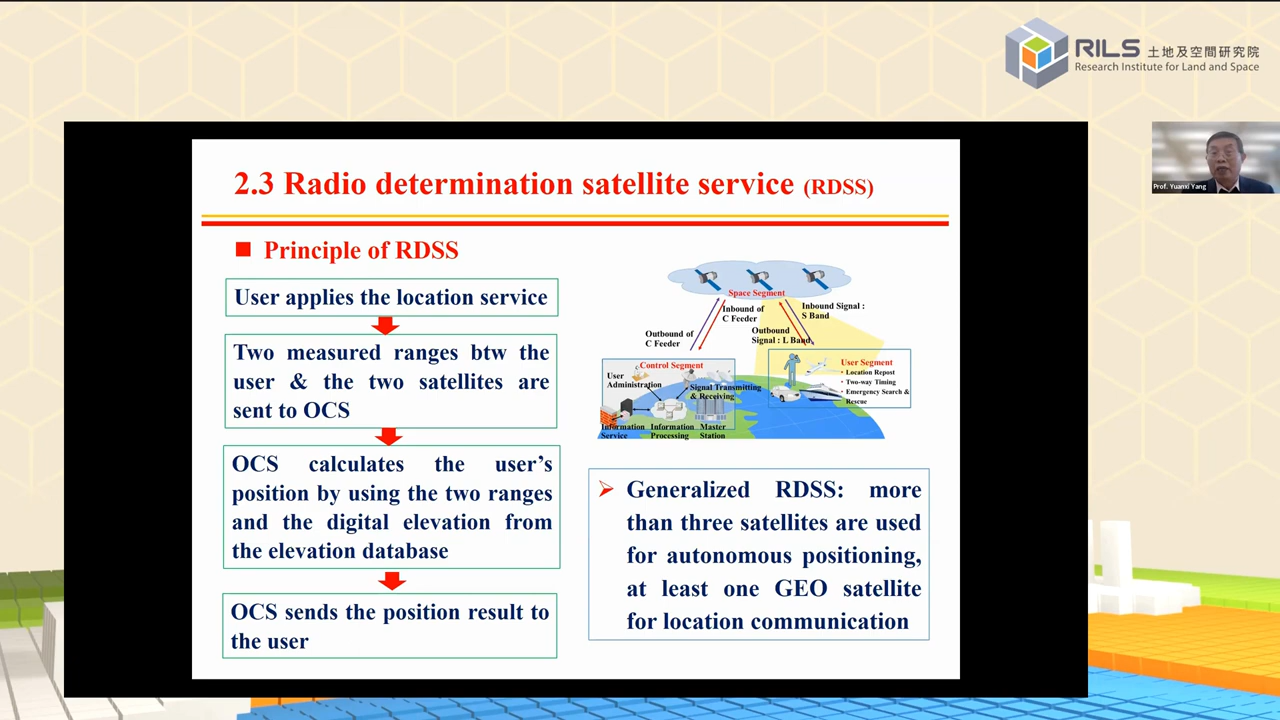 RILS 土地及空間研究院
Research Institute for Land and Space
Prof. Yuanxi Yang
2.3 Radio determination satellite service (RDSS)
Principle of RDSS
User applies the location service
Two measured ranges btw the
user & the two satellites are
sent to OCS
OCS calculates the user's
position by using the two ranges
and the digital elevation from
the elevation database
OCS sends the position result to
the user
Space Segment
Inbound of
C Feeder
Inbound Signal :
S Band
Outbound of
C Feeder
Outbound
Signal : L Band
Control Segment
User
Administration
Signal Transmitting
& Receiving
Information
Service
Information
Processing
Master
Station
User Segment
• Location Repost
• Two-way Timing
• Emergency Search &
Rescue
Generalized RDSS: more
than three satellites are used
for autonomous positioning,
at least one GEO satellite
for location communication